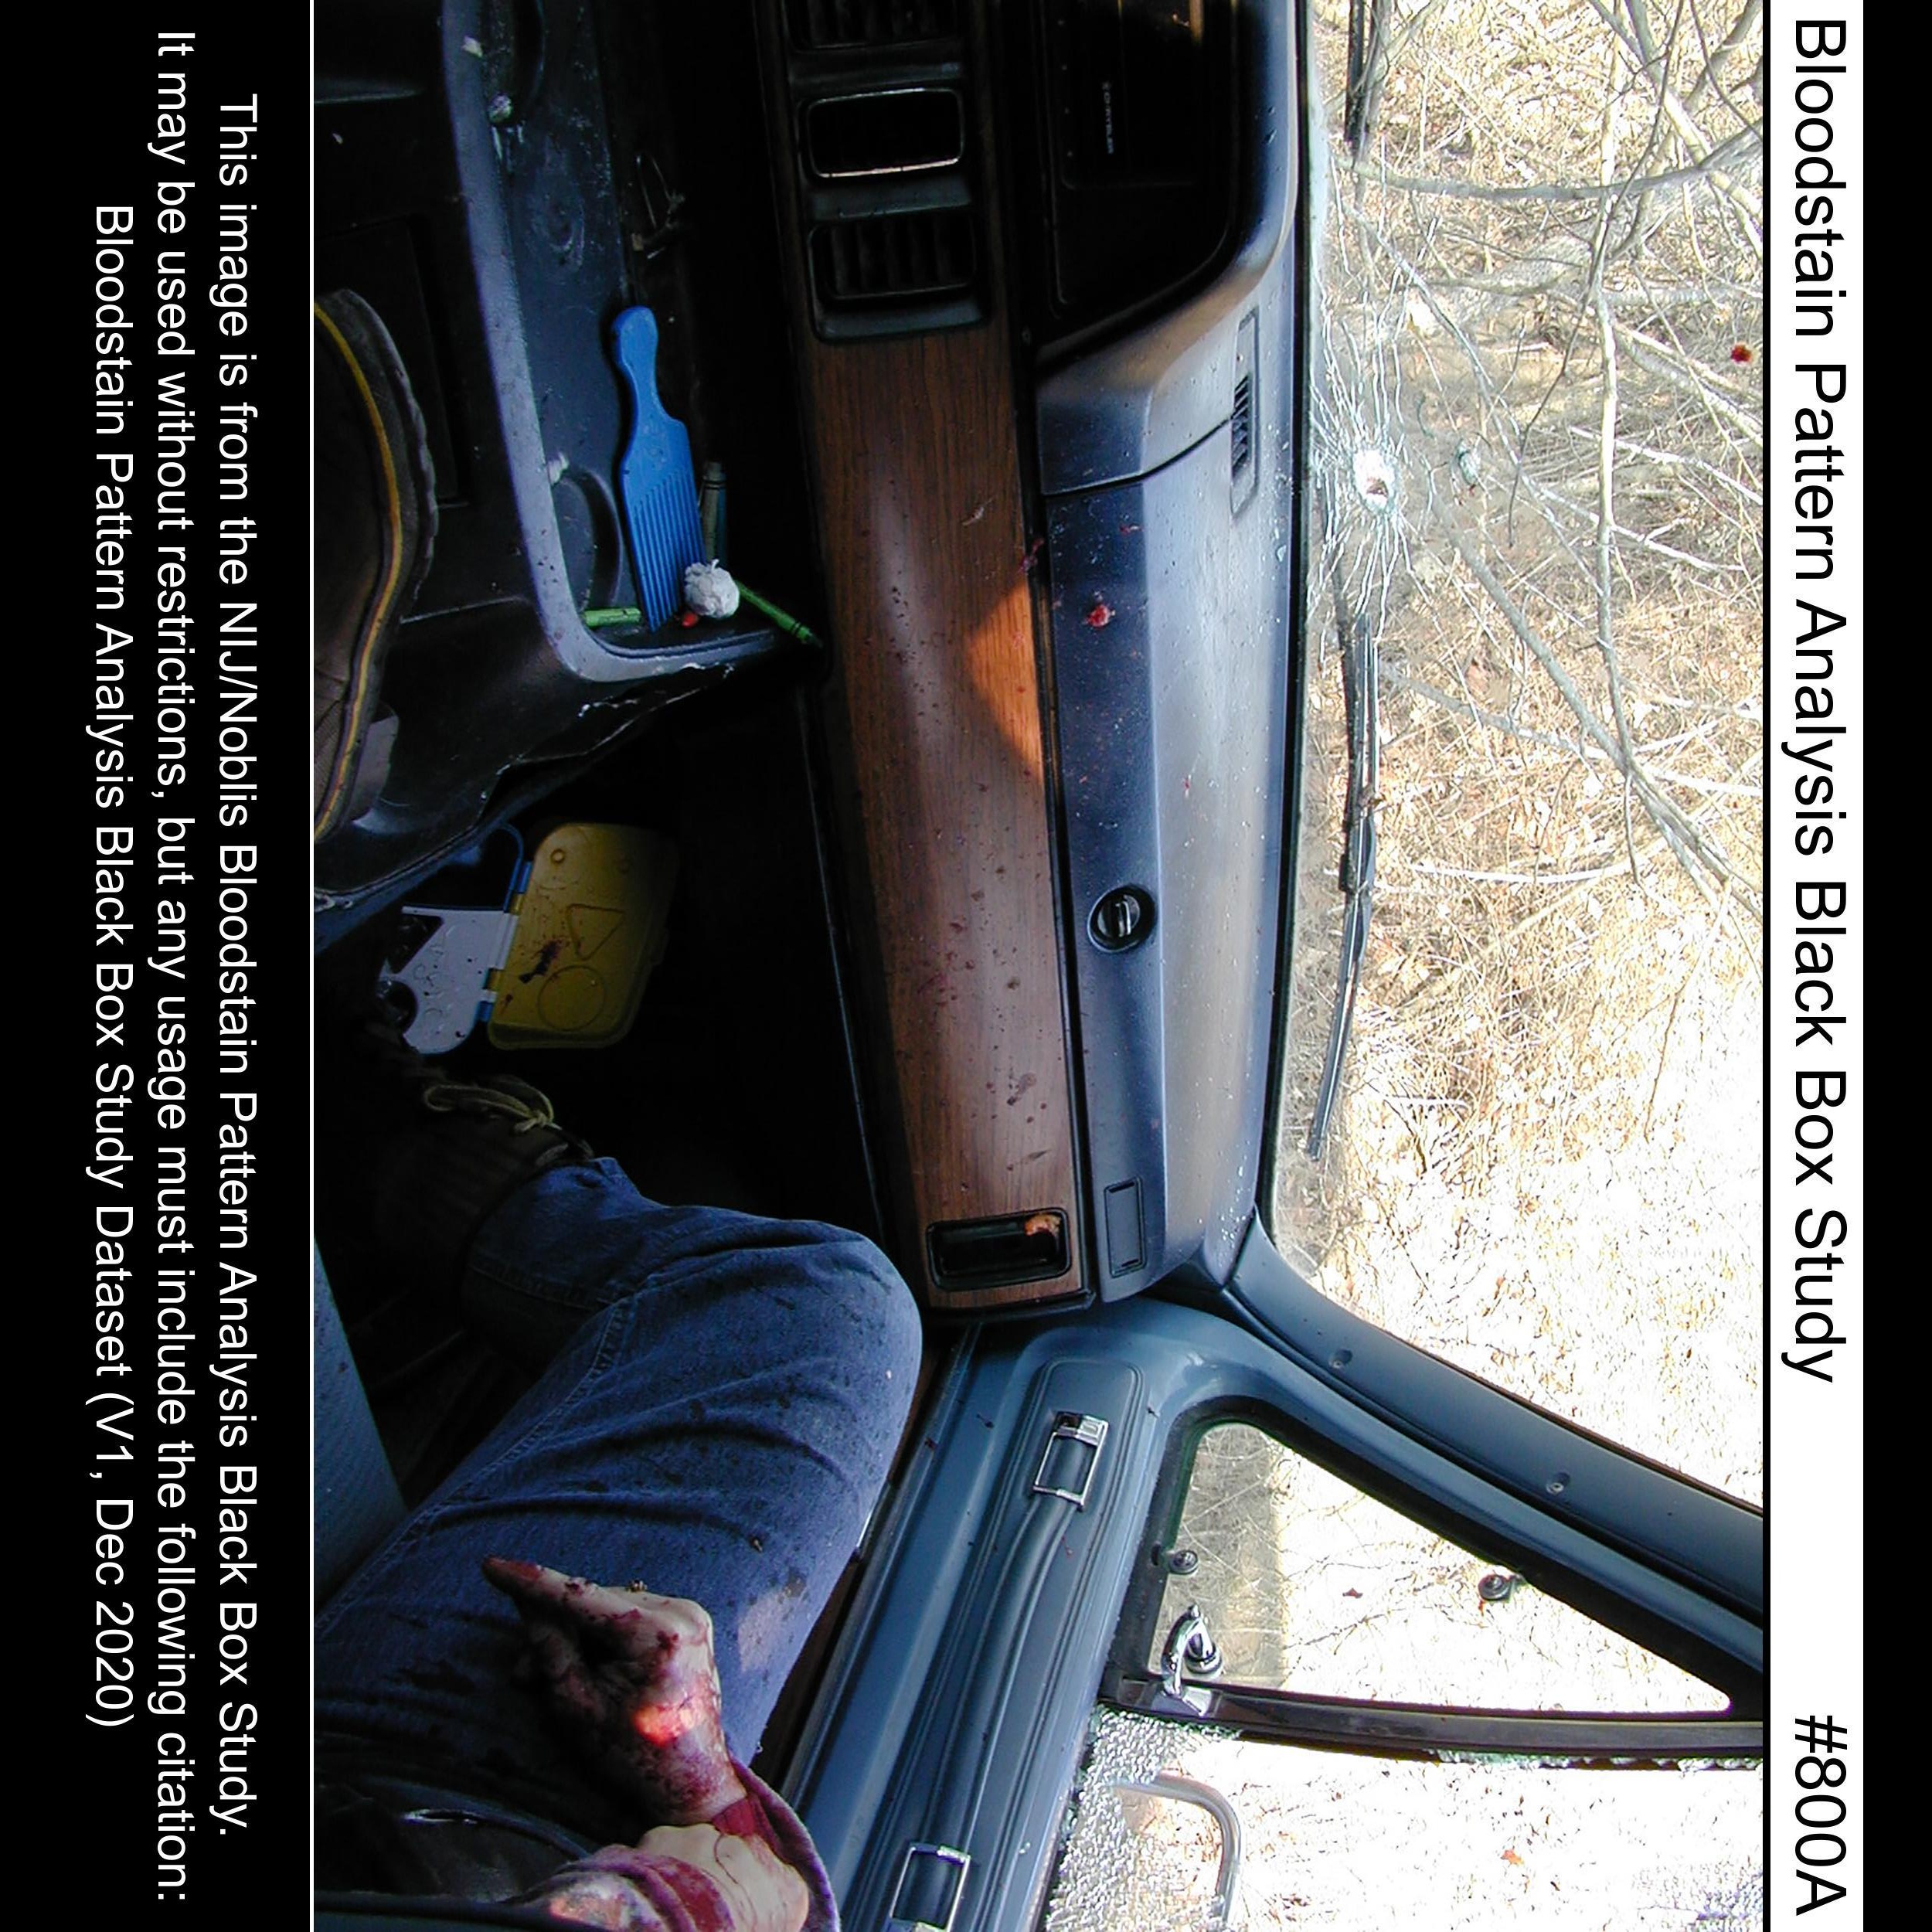 Bloodstain Pattern Analysis Black Box Study #800A
This image is from the NIJ/Noblis Bloodstain Pattern Analysis Black Box Study.
It may be used without restrictions, but any usage must include the following citation:
Bloodstain Pattern Analysis Black Box Study Dataset (V1, Dec 2020)